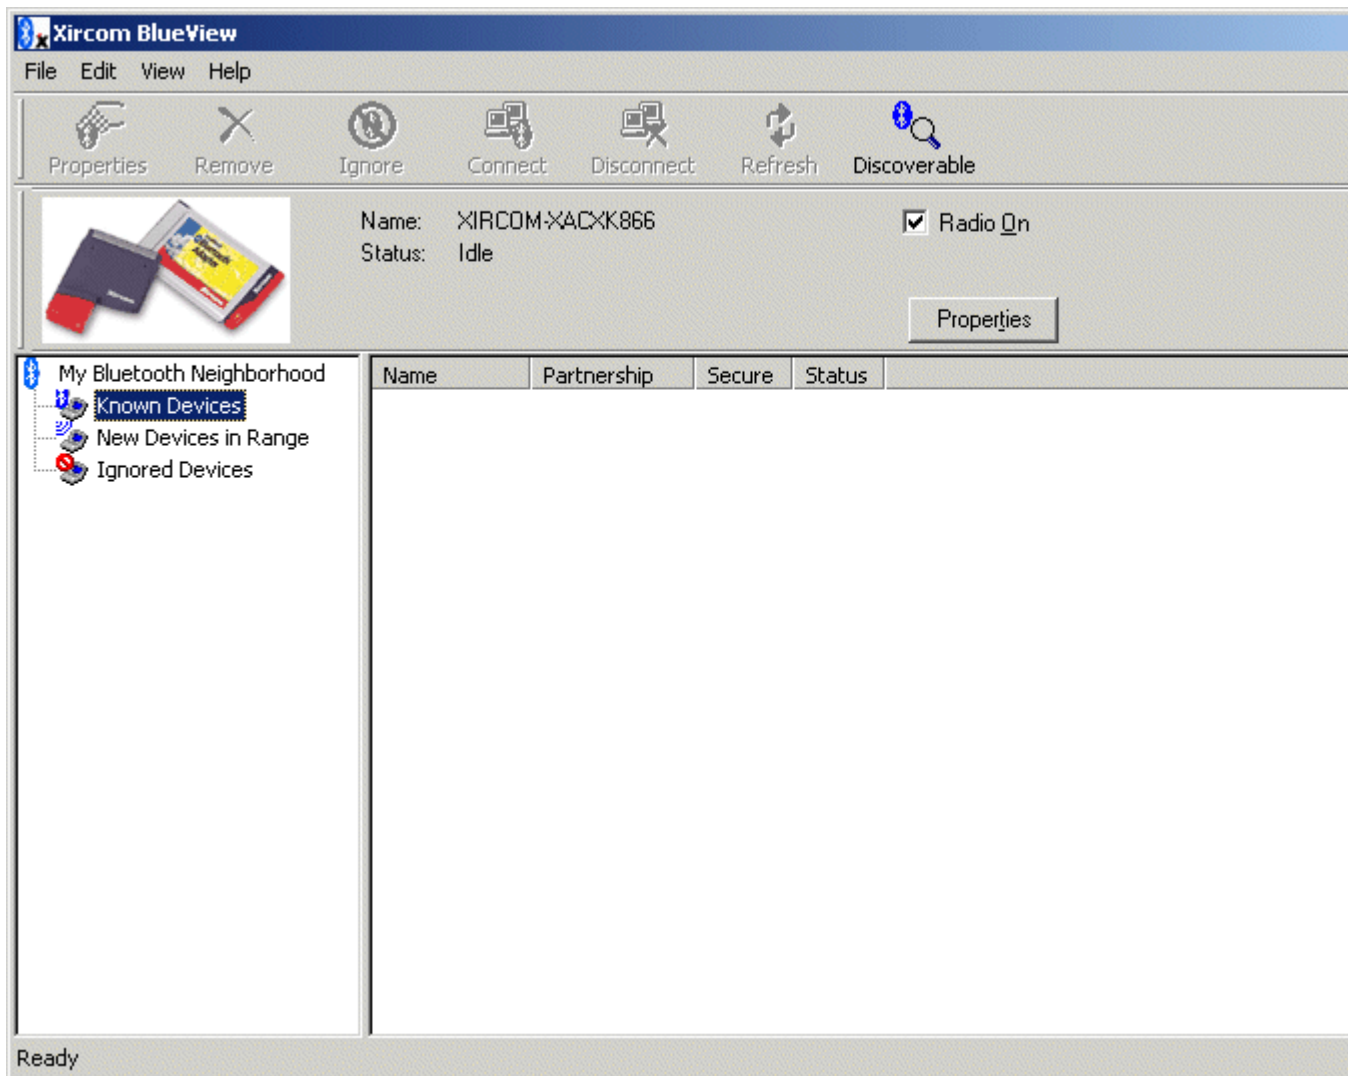 Xircom BlueView
File Edit View Help
Properties Remove Ignore Connect Disconnect Refresh Discoverable
Name: XIRCOM-XACXK866
Status: Idle
Radio On
Properties
My Bluetooth Neighborhood
Known Devices
New Devices in Range
Ignored Devices
Name Partnership Secure Status
Ready